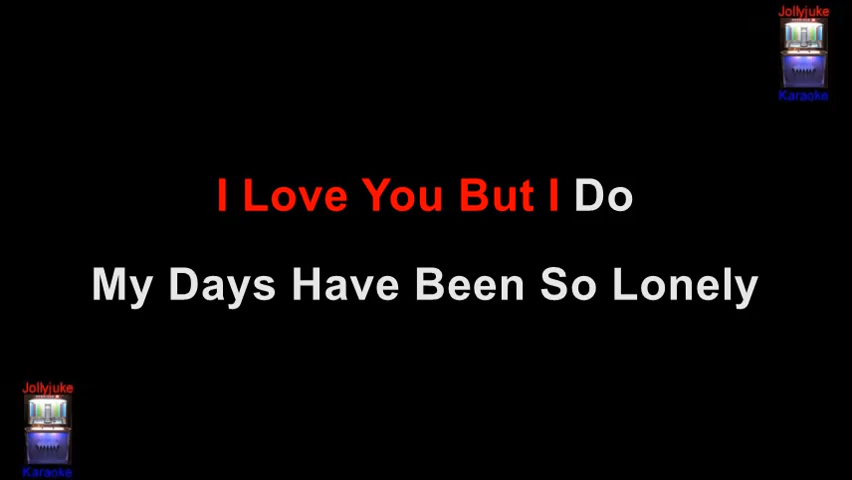 Jollyjuke
Karaoke
I Love You But I Do
My Days Have Been So Lonely
Jollyjuke
Karaoke